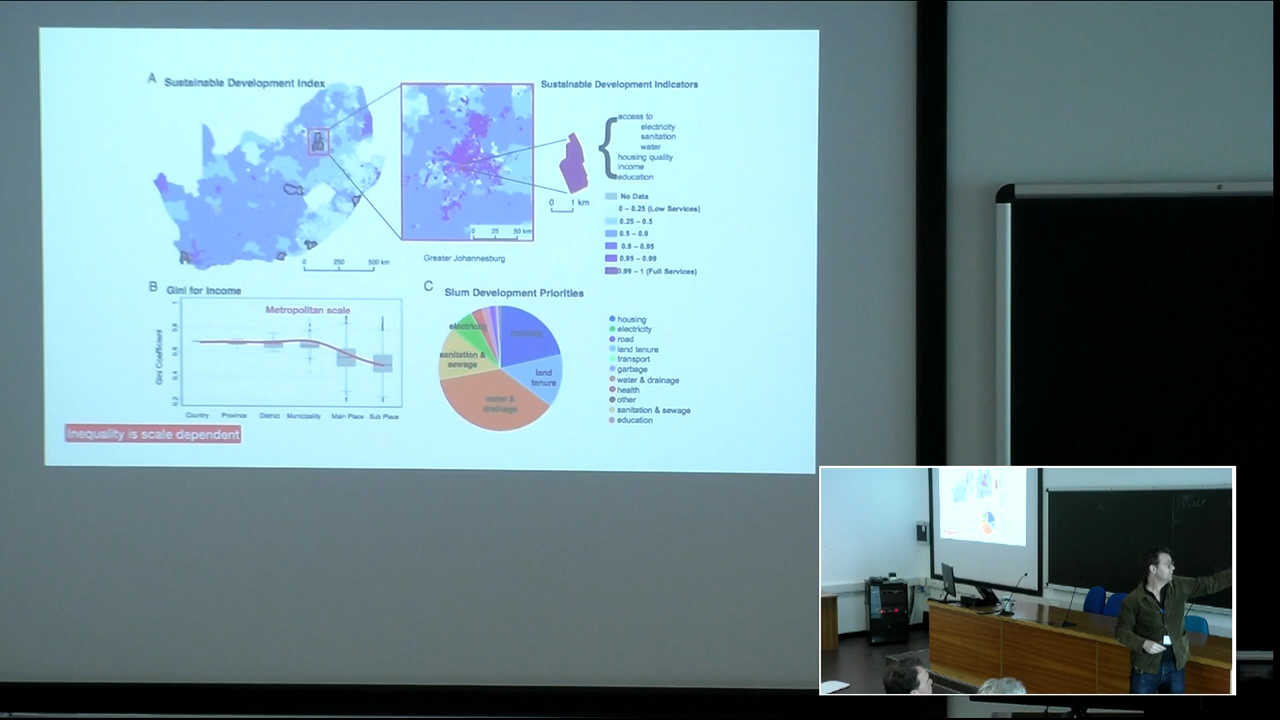 A Sustainable Development Index
Sustainable Development Indicators
access to
electricity
sanitation
water
housing quality
income
education
0 1 km
No Data
0 – 0.25 (Low Services)
0.25 – 0.5
0.5 – 0.9
0.9 – 0.95
0.95 – 0.99
0.99 – 1 (Full Services)
0 25 50 km
0 250 500 km
Greater Johannesburg
B Gini for Income
Metropolitan scale
Gini Coefficient
1
0.8
0.6
0.4
0.2
Country Province District Municipality Main Place Sub Place
C Slum Development Priorities
housing
land
tenure
water &
drainage
sanitation &
sewage
electricity
housing
electricity
road
land tenure
transport
garbage
water & drainage
health
other
sanitation & sewage
education
Inequality is scale dependent